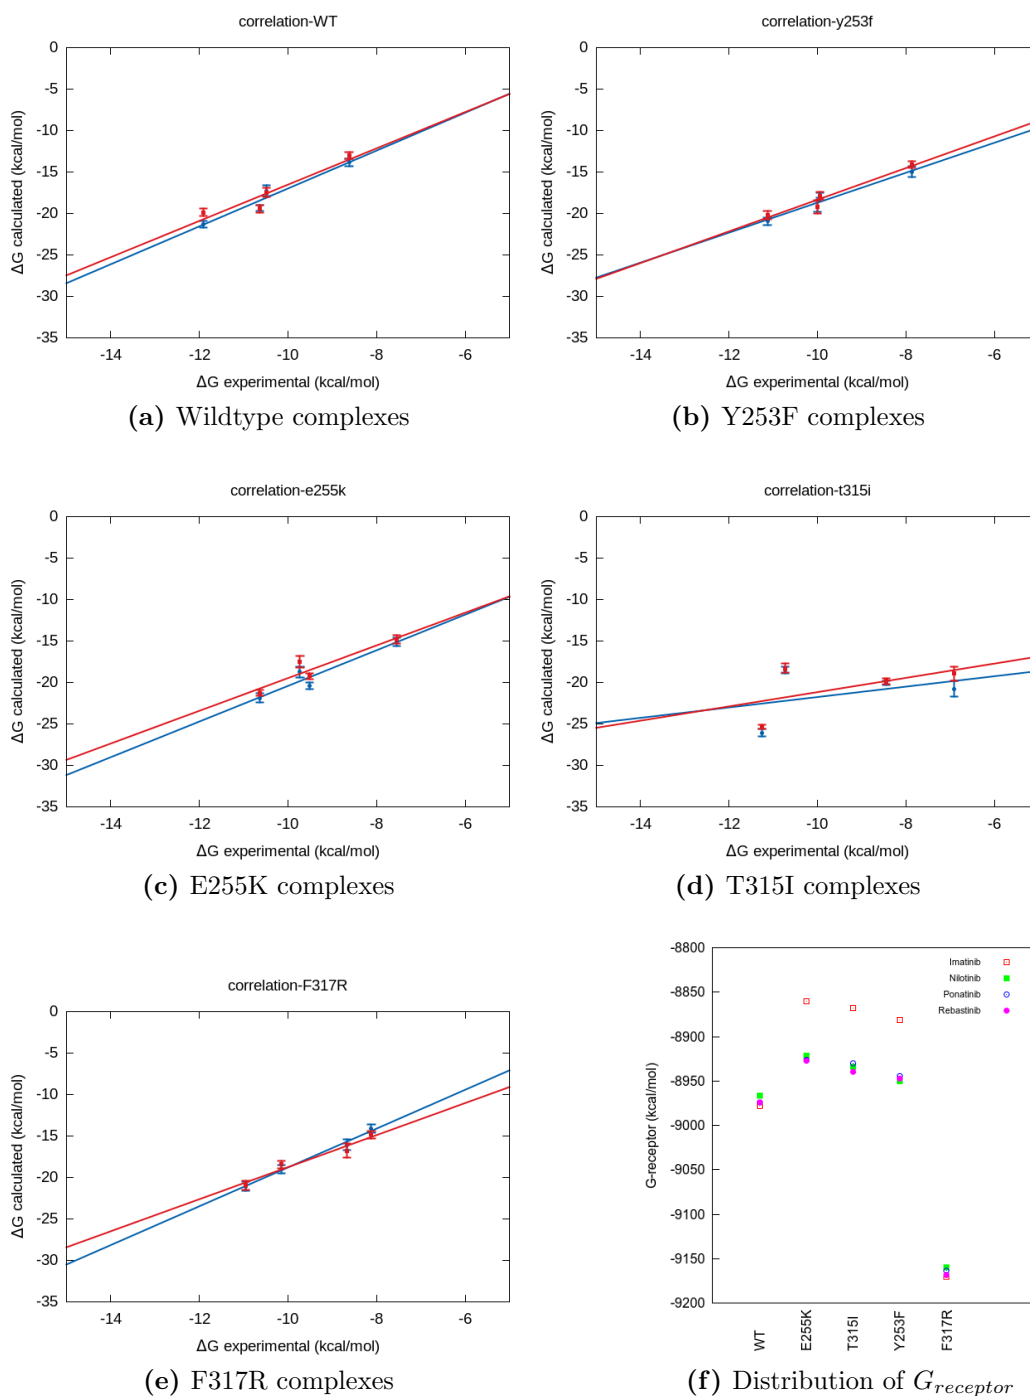 correlation-WT
0
-5
-10
-15
-20
-25
-30
-35
-14 -12 -10 -8 -6
ΔG calculated (kcal/mol)
ΔG experimental (kcal/mol)
(a) Wildtype complexes
correlation-y253f
0
-5
-10
-15
-20
-25
-30
-35
-14 -12 -10 -8 -6
ΔG calculated (kcal/mol)
ΔG experimental (kcal/mol)
(b) Y253F complexes
correlation-e255k
0
-5
-10
-15
-20
-25
-30
-35
-14 -12 -10 -8 -6
ΔG calculated (kcal/mol)
ΔG experimental (kcal/mol)
(c) E255K complexes
correlation-t315i
0
-5
-10
-15
-20
-25
-30
-35
-14 -12 -10 -8 -6
ΔG calculated (kcal/mol)
ΔG experimental (kcal/mol)
(d) T315I complexes
correlation-F317R
0
-5
-10
-15
-20
-25
-30
-35
-14 -12 -10 -8 -6
ΔG calculated (kcal/mol)
ΔG experimental (kcal/mol)
(e) F317R complexes
-8800
-8850
-8900
-8950
-9000
-9050
-9100
-9150
-9200
G-receptor (kcal/mol)
Imatinib
Nilotinib
Ponatinib
Rebastinib
WT E255K T315I Y253F F317R
(f) Distribution of G_receptor